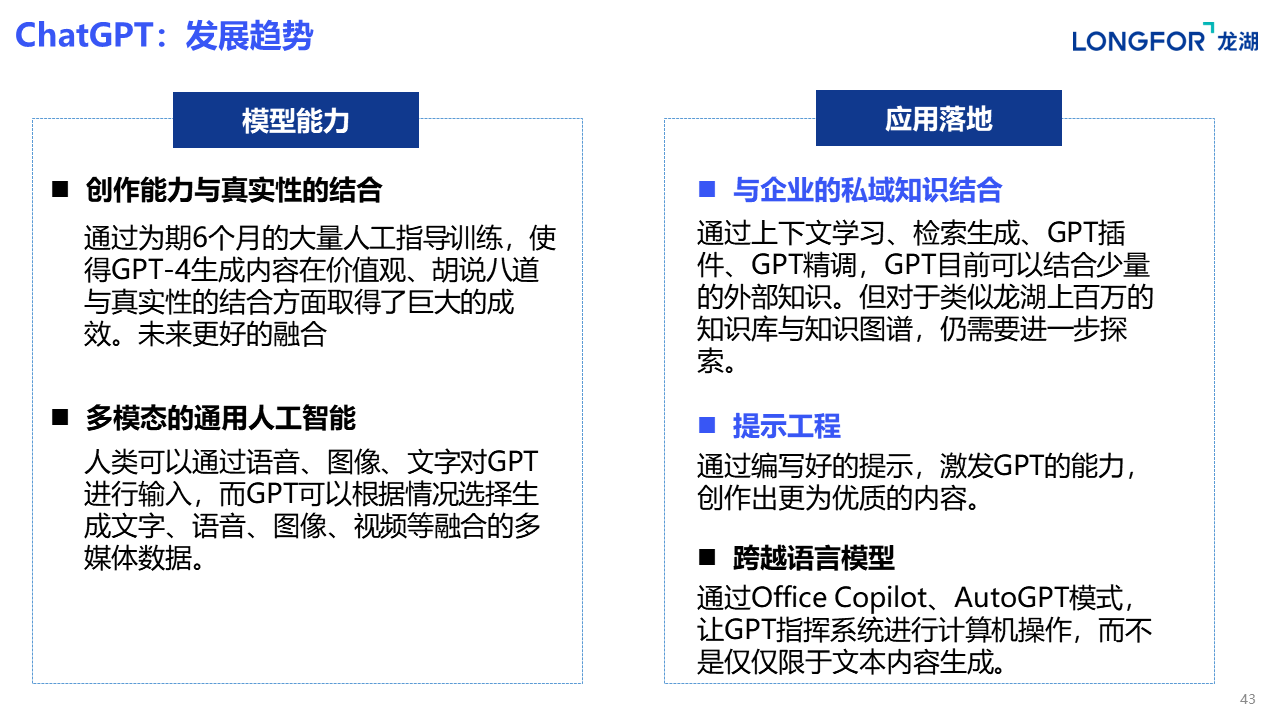 ChatGPT：发展趋势
LONGFOR龙湖
模型能力
■ 创作能力与真实性的结合
通过为期6个月的大量人工指导训练，使
得GPT-4生成内容在价值观、胡说八道
与真实性的结合方面取得了巨大的成
效。未来更好的融合
■ 多模态的通用人工智能
人类可以通过语音、图像、文字对GPT
进行输入，而GPT可以根据情况选择生
成文字、语音、图像、视频等融合的多
媒体数据。
应用落地
■ 与企业的私域知识结合
通过上下文学习、检索生成、GPT插
件、GPT精调，GPT目前可以结合少量
的外部知识。但对于类似龙湖上百万的
知识库与知识图谱，仍需要进一步探
索。
■ 提示工程
通过编写好的提示，激发GPT的能力，
创作出更为优质的内容。
■ 跨越语言模型
通过Office Copilot、AutoGPT模式，
让GPT指挥系统进行计算机操作，而不
是仅仅限于文本内容生成。
43